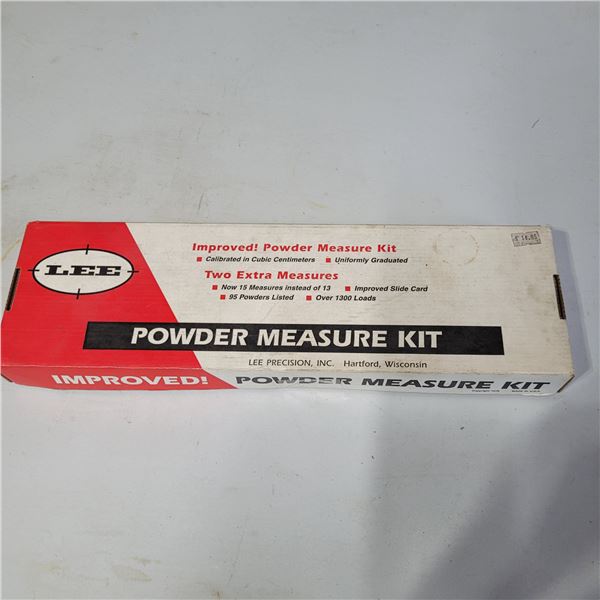 LEE
Improved! Powder Measure Kit
■ Calibrated in Cubic Centimeters ■ Uniformly Graduated
Two Extra Measures
■ Now 15 Measures instead of 13 ■ Improved Slide Card
■ 95 Powders Listed ■ Over 1300 Loads
POWDER MEASURE KIT
LEE PRECISION, INC. Hartford, Wisconsin
IMPROVED! POWDER MEASURE KIT